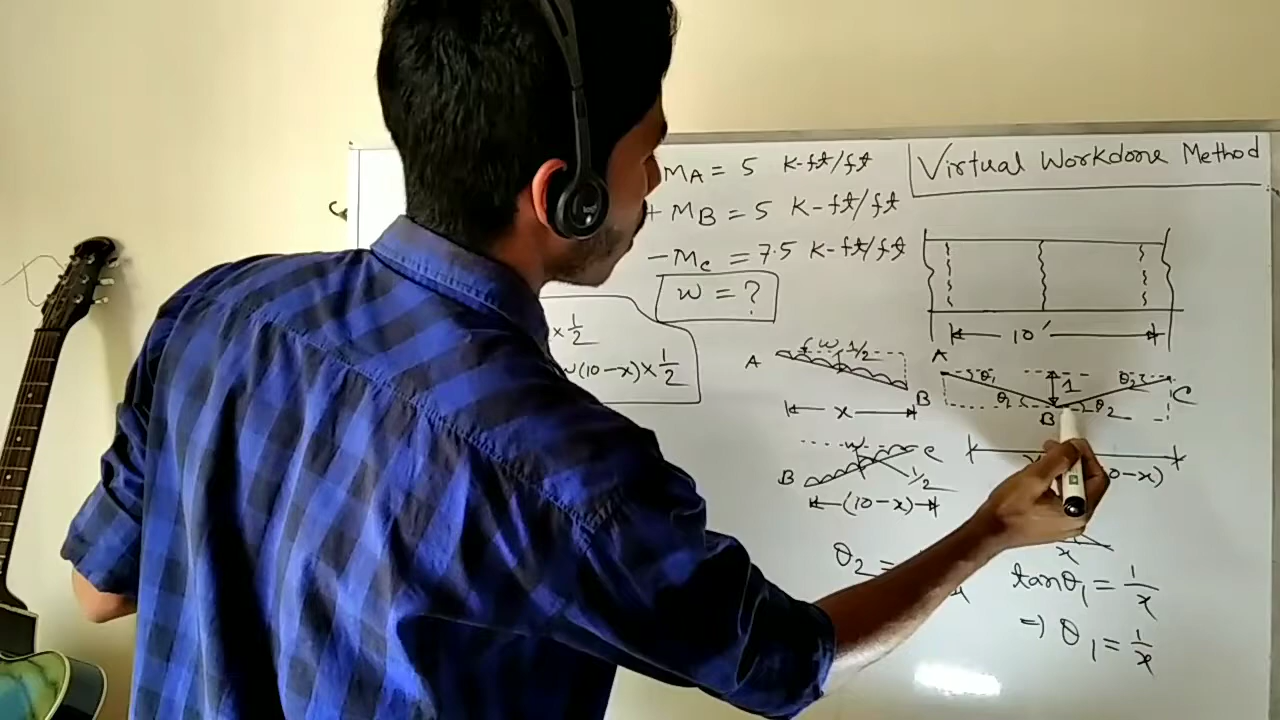 Virtual Workdone Method
MA = 5 K-ft/ft
+ MB = 5 K-ft/ft
- Mc = 7.5 K-ft/ft
w = ?
× 1/2
w(10-x) × 1/2
10'
A w 1/2 B
x
B w C 1/2
(10-x)
A θ1 1 θ2 C
θ1 B θ2
0-x)
x
θ2 =
tanθ1 = 1/x
=) θ1 = 1/x